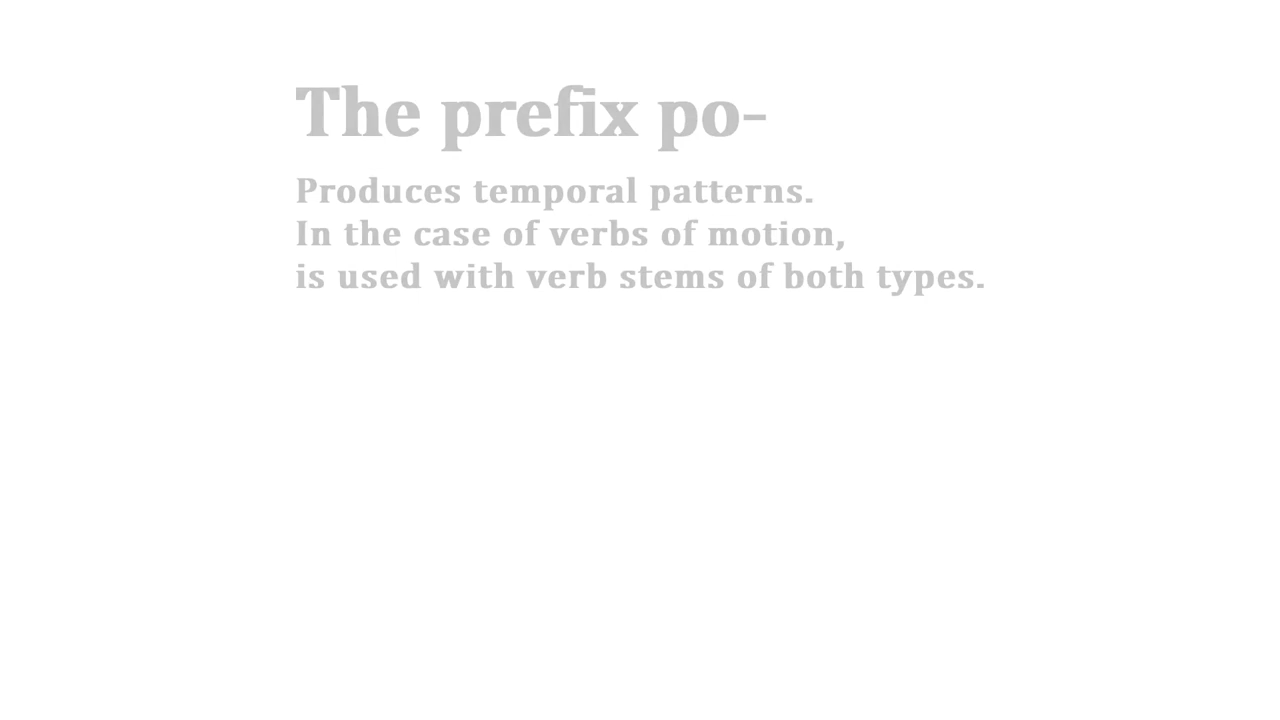 The prefix po-
Produces temporal patterns.
In the case of verbs of motion,
is used with verb stems of both types.